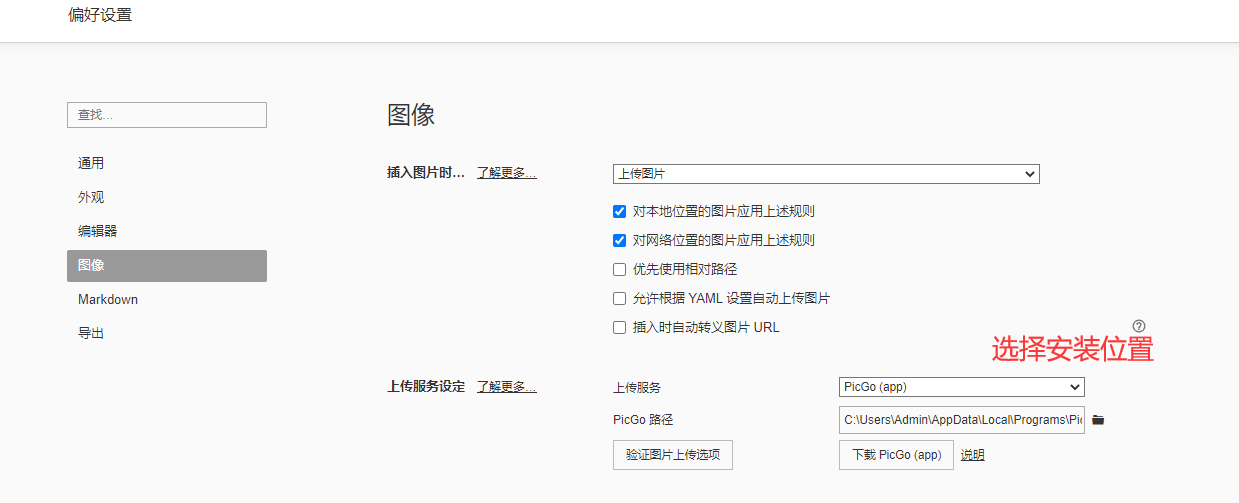 偏好设置
查找...
通用
外观
编辑器
图像
Markdown
导出
图像
插入图片时... 了解更多... 上传图片
对本地位置的图片应用上述规则
对网络位置的图片应用上述规则
优先使用相对路径
允许根据 YAML 设置自动上传图片
插入时自动转义图片 URL
选择安装位置
上传服务设定 了解更多... 上传服务 PicGo (app)
PicGo 路径 C:\Users\Admin\AppData\Local\Programs\Pic
验证图片上传选项 下载 PicGo (app) 说明